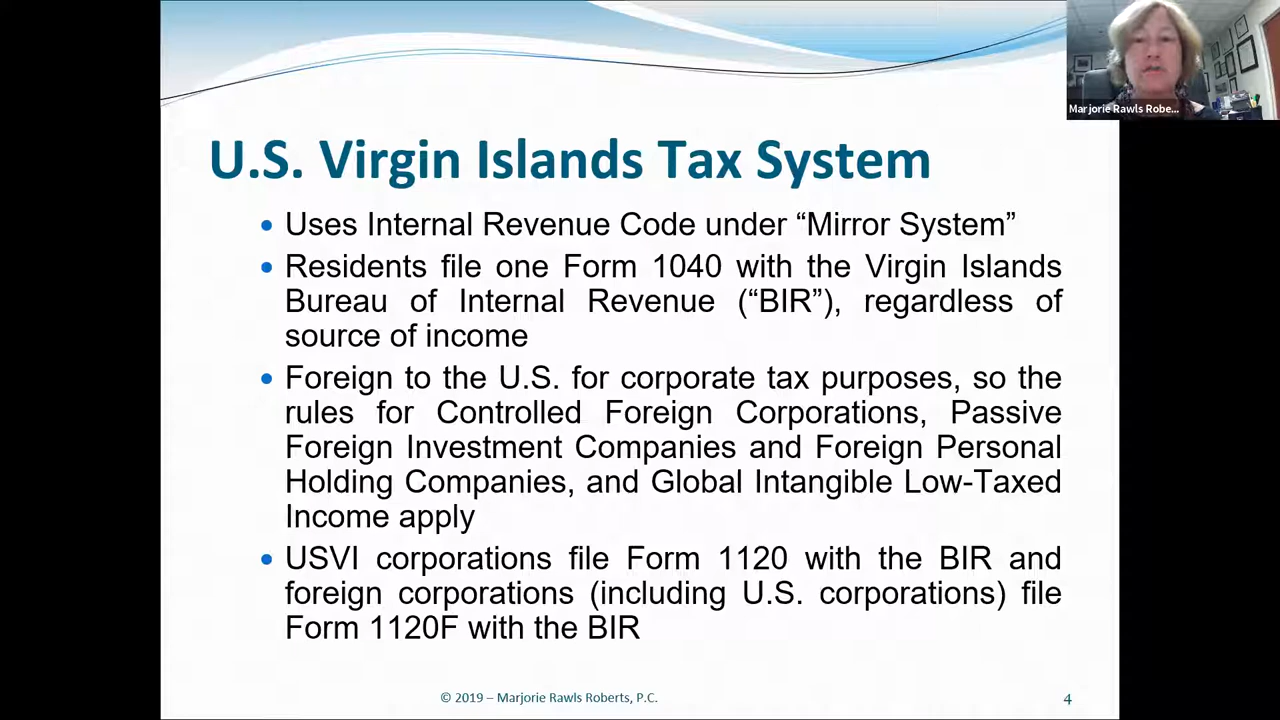 Marjorie Rawls Robe...
U.S. Virgin Islands Tax System
• Uses Internal Revenue Code under “Mirror System”
• Residents file one Form 1040 with the Virgin Islands
Bureau of Internal Revenue (“BIR”), regardless of
source of income
• Foreign to the U.S. for corporate tax purposes, so the
rules for Controlled Foreign Corporations, Passive
Foreign Investment Companies and Foreign Personal
Holding Companies, and Global Intangible Low-Taxed
Income apply
• USVI corporations file Form 1120 with the BIR and
foreign corporations (including U.S. corporations) file
Form 1120F with the BIR
© 2019 – Marjorie Rawls Roberts, P.C.
4